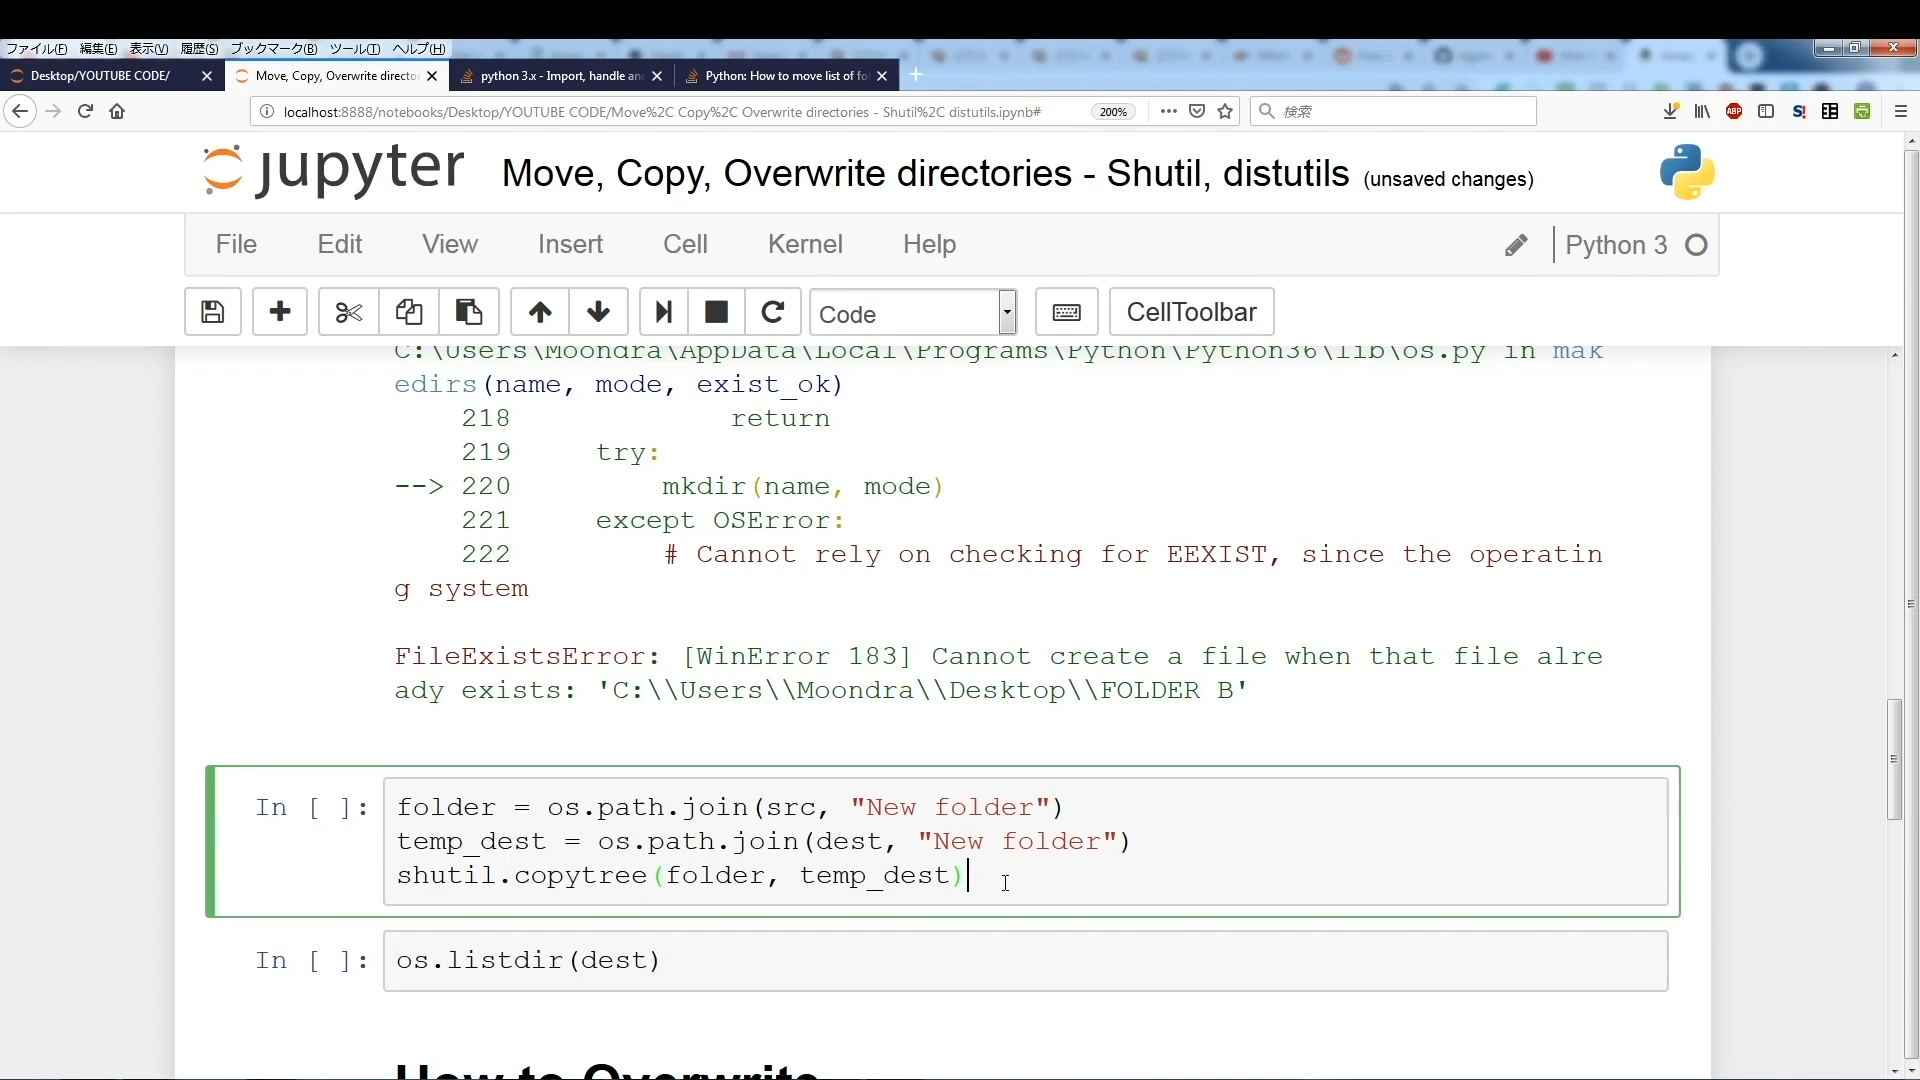 ファイル(F) 編集(E) 表示(V) 履歴(S) ブックマーク(B) ツール(T) ヘルプ(H)
Desktop/YOUTUBE CODE/ Move, Copy, Overwrite director python 3.x - Import, handle an Python: How to move list of fo
localhost:8888/notebooks/Desktop/YOUTUBE CODE/Move%2C Copy%2C Overwrite directories - Shutil%2C distutils.ipynb# 200% 検索
ABP
jupyter Move, Copy, Overwrite directories - Shutil, distutils (unsaved changes)
File Edit View Insert Cell Kernel Help Python 3
Code CellToolbar
C:\Users\Moondra\AppData\Local\Programs\Python\Python36\lib\os.py in mak
edirs(name, mode, exist_ok)
218 return
219 try:
--> 220 mkdir(name, mode)
221 except OSError:
222 # Cannot rely on checking for EEXIST, since the operatin
g system
FileExistsError: [WinError 183] Cannot create a file when that file alre
ady exists: 'C:\\Users\\Moondra\\Desktop\\FOLDER B'
In [ ]: folder = os.path.join(src, "New folder")
temp_dest = os.path.join(dest, "New folder")
shutil.copytree(folder, temp_dest)
In [ ]: os.listdir(dest)
How to Overwrite